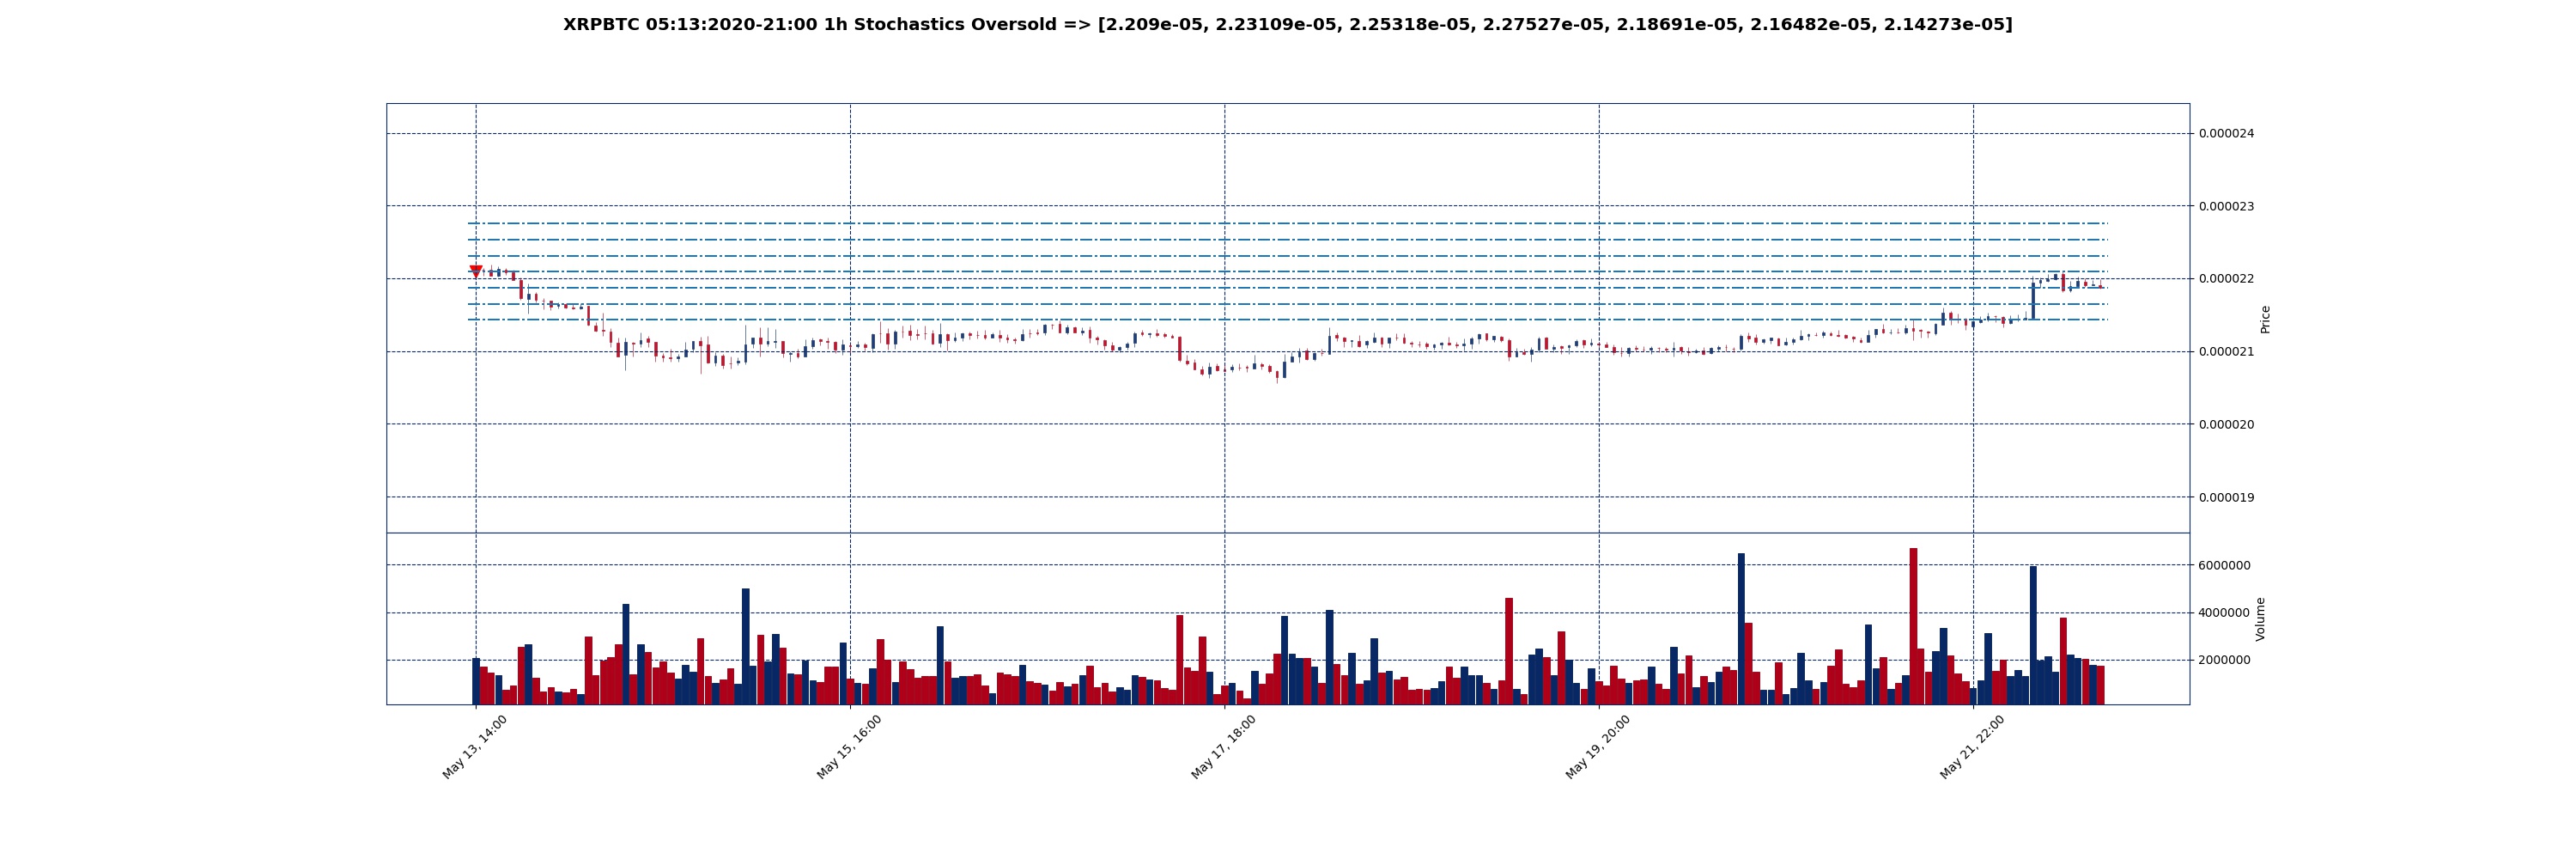 XRPBTC 05:13:2020-21:00 1h Stochastics Oversold => [2.209e-05, 2.23109e-05, 2.25318e-05, 2.27527e-05, 2.18691e-05, 2.16482e-05, 2.14273e-05]
0.000024
0.000023
0.000022
0.000021
0.000020
0.000019
Price
6000000
4000000
2000000
Volume
May 13, 14:00
May 15, 16:00
May 17, 18:00
May 19, 20:00
May 21, 22:00